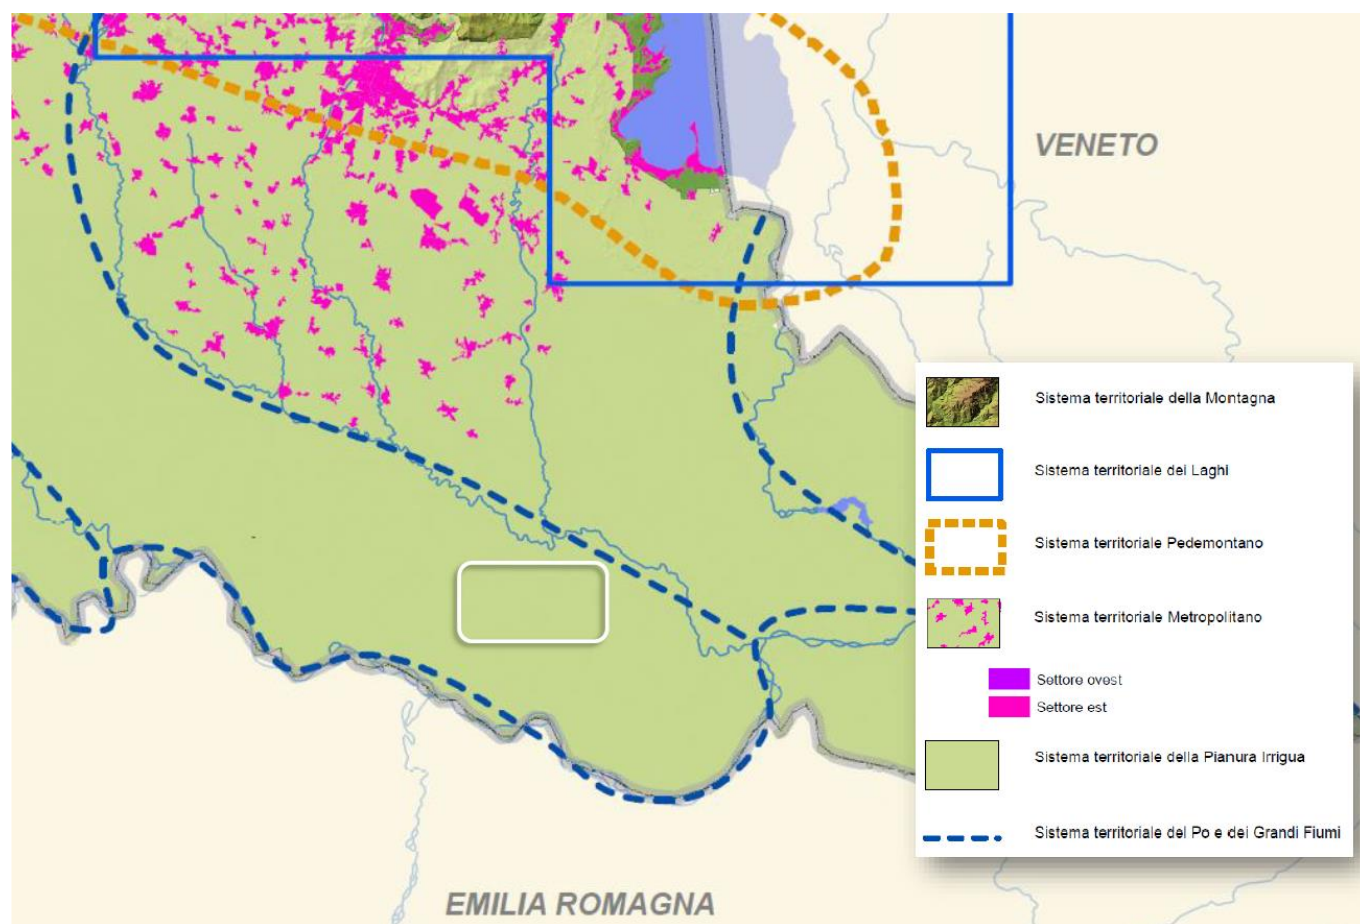 VENETO
Sistema territoriale della Montagna
Sistema territoriale dei Laghi
Sistema territoriale Pedemontano
Sistema territoriale Metropolitano
Settore ovest
Settore est
Sistema territoriale della Pianura Irrigua
Sistema territoriale del Po e dei Grandi Fiumi
EMILIA ROMAGNA